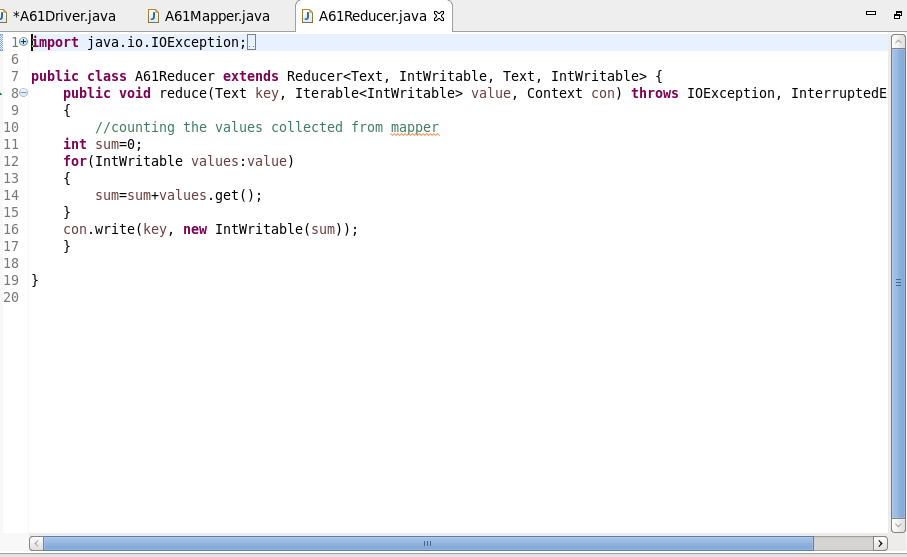 *A61Driver.java A61Mapper.java A61Reducer.java
1 import java.io.IOException;
6
7 public class A61Reducer extends Reducer<Text, IntWritable, Text, IntWritable> {
8 public void reduce(Text key, Iterable<IntWritable> value, Context con) throws IOException, InterruptedE
9 {
10 //counting the values collected from mapper
11 int sum=0;
12 for(IntWritable values:value)
13 {
14 sum=sum+values.get();
15 }
16 con.write(key, new IntWritable(sum));
17 }
18
19 }
20